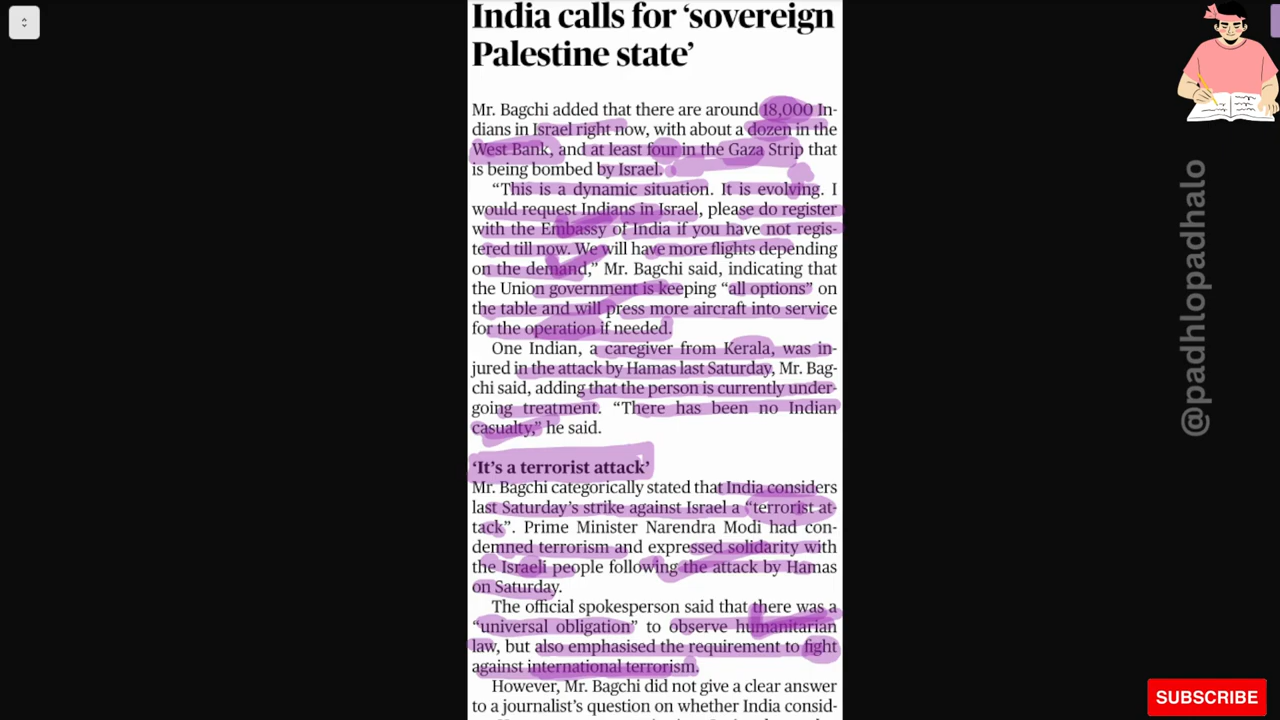 India calls for ‘sovereign
Palestine state’
Mr. Bagchi added that there are around 18,000 In-
dians in Israel right now, with about a dozen in the
West Bank, and at least four in the Gaza Strip that
is being bombed by Israel.
“This is a dynamic situation. It is evolving. I
would request Indians in Israel, please do register
with the Embassy of India if you have not regis-
tered till now. We will have more flights depending
on the demand,” Mr. Bagchi said, indicating that
the Union government is keeping “all options” on
the table and will press more aircraft into service
for the operation if needed.
One Indian, a caregiver from Kerala, was in-
jured in the attack by Hamas last Saturday, Mr. Bag-
chi said, adding that the person is currently under-
going treatment. “There has been no Indian
casualty,” he said.
‘It’s a terrorist attack’
Mr. Bagchi categorically stated that India considers
last Saturday’s strike against Israel a “terrorist at-
tack”. Prime Minister Narendra Modi had con-
demned terrorism and expressed solidarity with
the Israeli people following the attack by Hamas
on Saturday.
The official spokesperson said that there was a
“universal obligation” to observe humanitarian
law, but also emphasised the requirement to fight
against international terrorism.
However, Mr. Bagchi did not give a clear answer
to a journalist’s question on whether India consid-
@padhlopadhalo
SUBSCRIBE